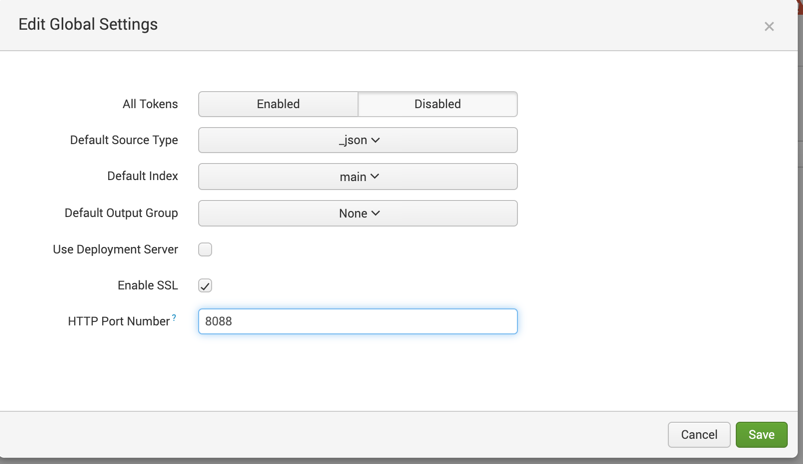 Edit Global Settings
×
All Tokens Enabled Disabled
Default Source Type _json
Default Index main
Default Output Group None
Use Deployment Server
Enable SSL
HTTP Port Number ? 8088
Cancel Save